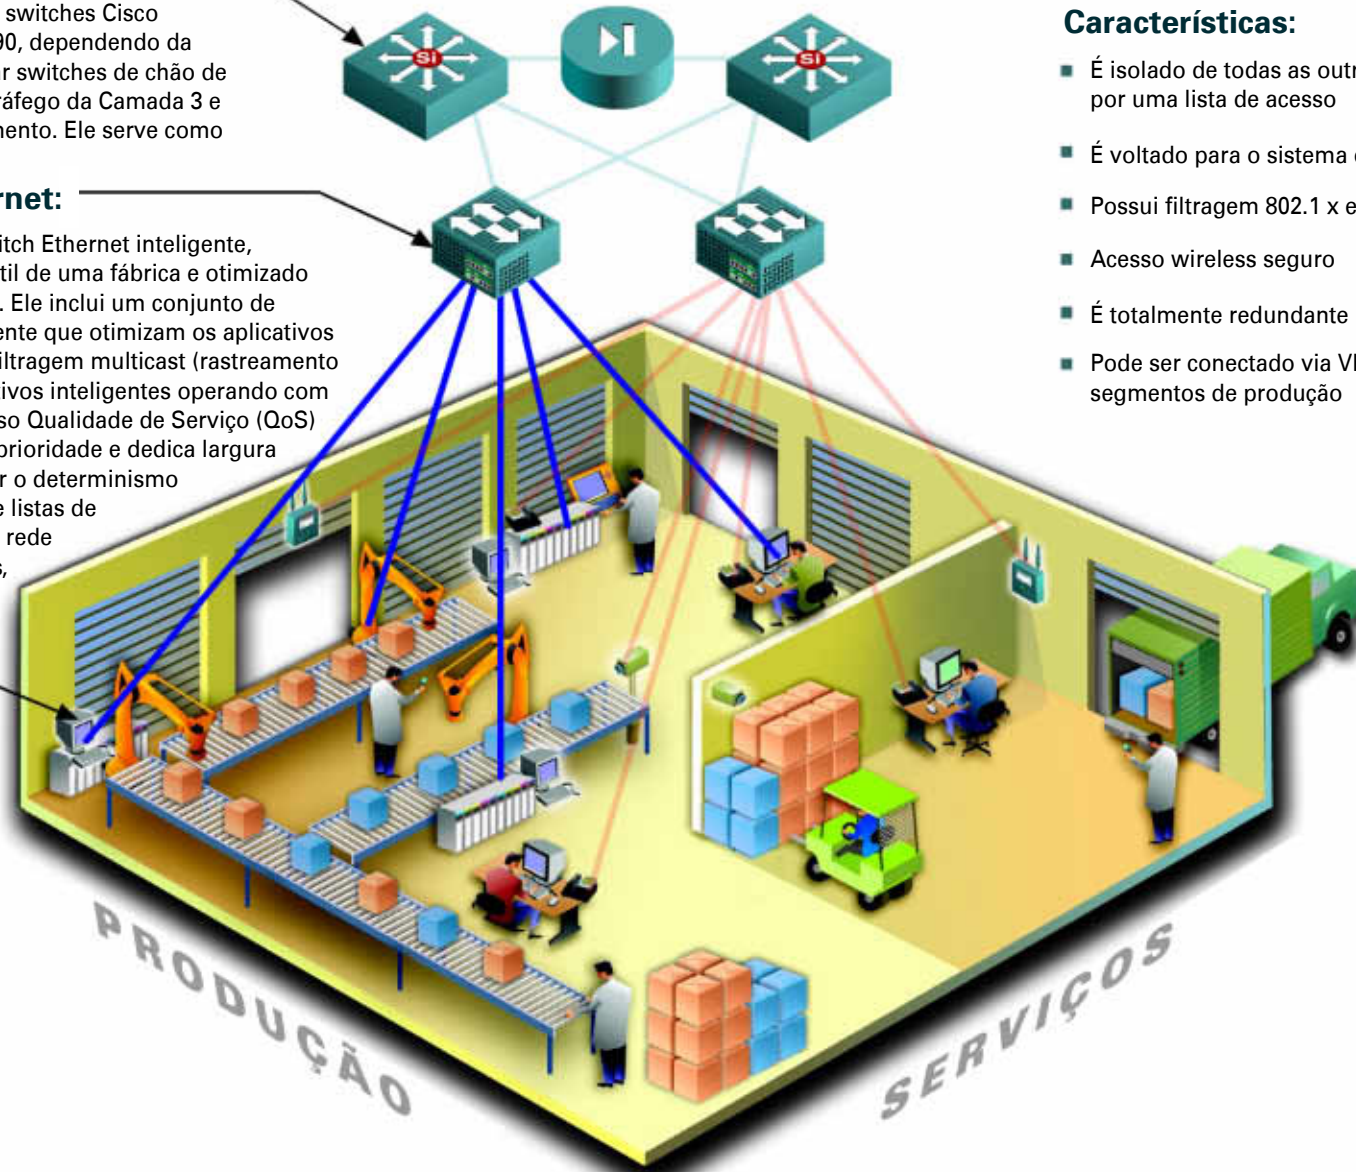 switches Cisco
90, dependendo da
ar switches de chão de
ráfego da Camada 3 e
mento. Ele serve como
rnet:
itch Ethernet inteligente,
til de uma fábrica e otimizado
. Ele inclui um conjunto de
ente que otimizam os aplicativos
iltragem multicast (rastreamento
tivos inteligentes operando com
so Qualidade de Serviço (QoS)
prioridade e dedica largura
r o determinismo
e listas de
rede
s,
Si
Si
Características:
É isolado de todas as outr
por uma lista de acesso
É voltado para o sistema
Possui filtragem 802.1 x e
Acesso wireless seguro
É totalmente redundante
Pode ser conectado via
segmentos de produção
PRODUÇÃO
SERVIÇOS